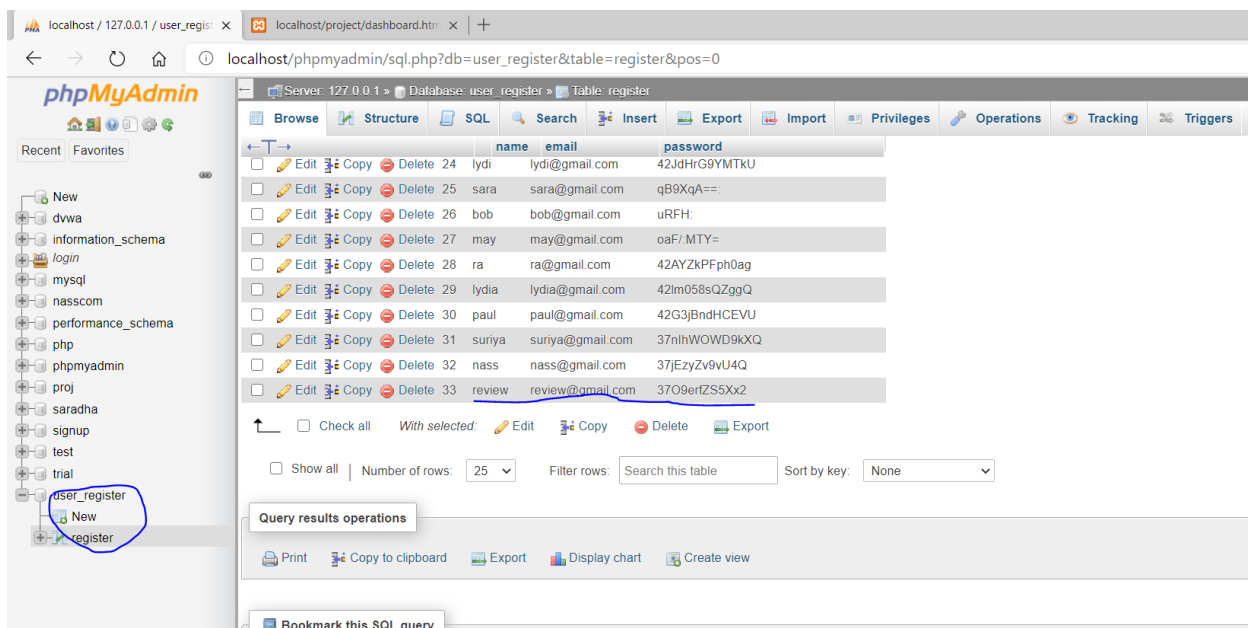 localhost / 127.0.0.1 / user_regist
localhost/project/dashboard.htm
localhost/phpmyadmin/sql.php?db=user_register&table=register&pos=0
phpMyAdmin
Recent Favorites
New
dvwa
information_schema
login
mysql
nasscom
performance_schema
php
phpmyadmin
proj
saradha
signup
test
trial
user_register
New
register
Server: 127.0.0.1 » Database: user_register » Table: register
Browse Structure SQL Search Insert Export Import Privileges Operations Tracking Triggers
name email password
Edit Copy Delete 24 lydi lydi@gmail.com 42JdHrG9YMTkU
Edit Copy Delete 25 sara sara@gmail.com qB9XqA==:
Edit Copy Delete 26 bob bob@gmail.com uRFH:
Edit Copy Delete 27 may may@gmail.com oaF/:MTY=
Edit Copy Delete 28 ra ra@gmail.com 42AYZkPFph0ag
Edit Copy Delete 29 lydia lydia@gmail.com 42lm058sQZggQ
Edit Copy Delete 30 paul paul@gmail.com 42G3jBndHCEVU
Edit Copy Delete 31 suriya suriya@gmail.com 37nlhWOWD9kXQ
Edit Copy Delete 32 nass nass@gmail.com 37jEzyZv9vU4Q
Edit Copy Delete 33 review review@gmail.com 37O9erfZS5Xx2
Check all With selected: Edit Copy Delete Export
Show all Number of rows: 25 Filter rows: Search this table Sort by key: None
Query results operations
Print Copy to clipboard Export Display chart Create view
Bookmark this SQL query